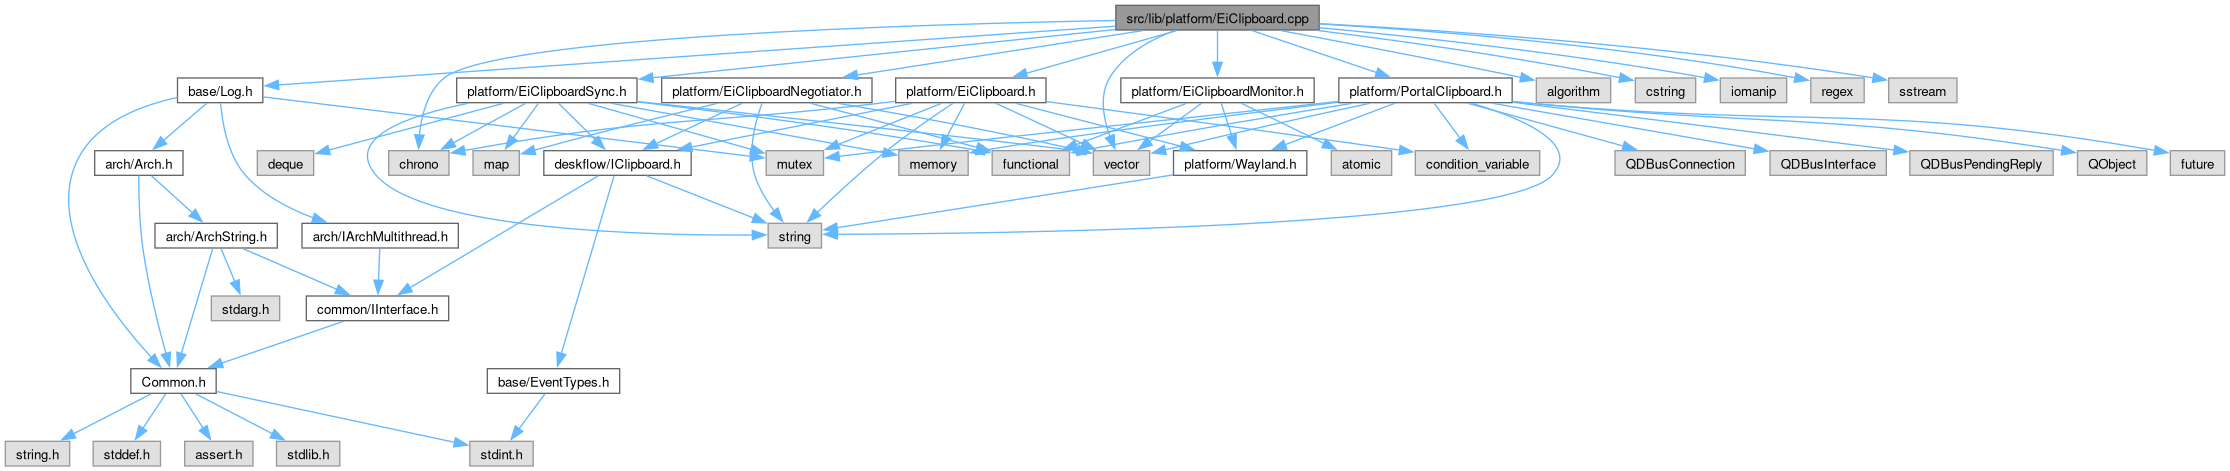 src/lib/platform/EiClipboard.cpp
base/Log.h
platform/EiClipboardSync.h
platform/EiClipboardNegotiator.h
platform/EiClipboard.h
platform/EiClipboardMonitor.h
platform/PortalClipboard.h
algorithm
cstring
iomanip
regex
sstream
arch/Arch.h
deque
chrono
map
deskflow/IClipboard.h
mutex
memory
functional
vector
platform/Wayland.h
atomic
condition_variable
QDBusConnection
QDBusInterface
QDBusPendingReply
QObject
future
arch/ArchString.h
arch/IArchMultithread.h
string
stdarg.h
common/IInterface.h
Common.h
base/EventTypes.h
string.h
stddef.h
assert.h
stdlib.h
stdint.h